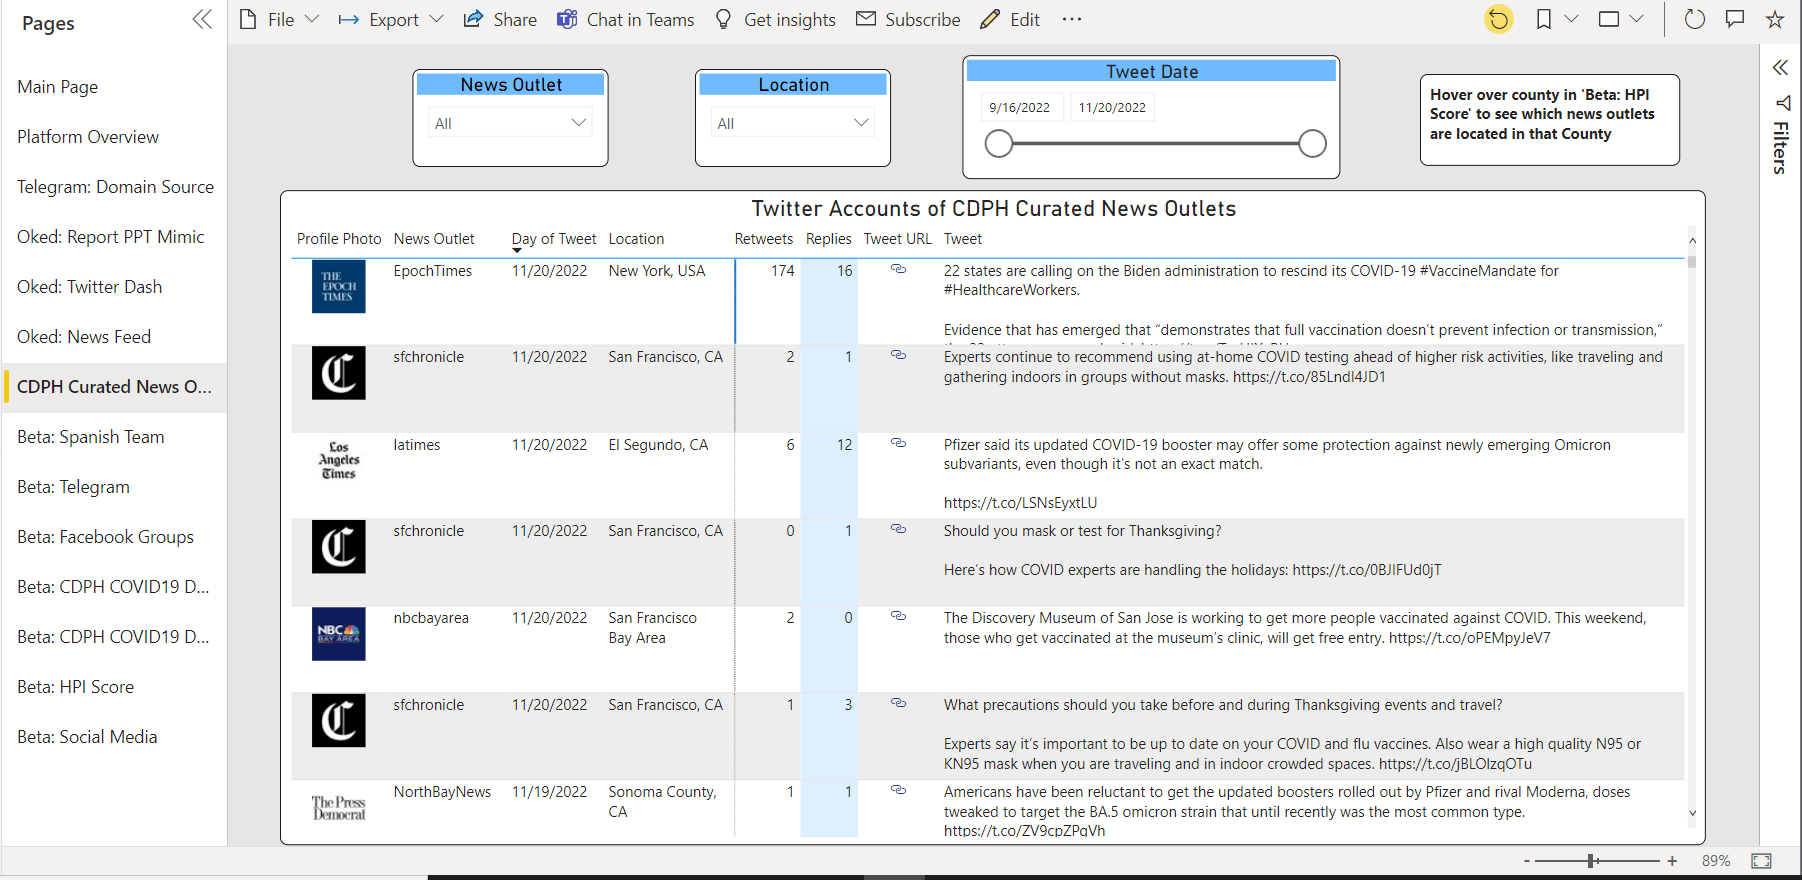 Pages
File
Export
Share
Chat in Teams
Get insights
Subscribe
Edit
Main Page
Platform Overview
Telegram: Domain Source
Oked: Report PPT Mimic
Oked: Twitter Dash
Oked: News Feed
CDPH Curated News O...
Beta: Spanish Team
Beta: Telegram
Beta: Facebook Groups
Beta: CDPH COVID19 D...
Beta: CDPH COVID19 D...
Beta: HPI Score
Beta: Social Media
News Outlet
All
Location
All
Tweet Date
9/16/2022 11/20/2022
Hover over county in 'Beta: HPI
Score' to see which news outlets
are located in that County
Filters
Twitter Accounts of CDPH Curated News Outlets
Profile Photo News Outlet Day of Tweet Location Retweets Replies Tweet URL Tweet
THE
EPOCH
TIMES
EpochTimes 11/20/2022 New York, USA 174 16 22 states are calling on the Biden administration to rescind its COVID-19 #VaccineMandate for
#HealthcareWorkers.
Evidence that has emerged that “demonstrates that full vaccination doesn’t prevent infection or transmission,”
C
sfchronicle 11/20/2022 San Francisco, CA 2 1 Experts continue to recommend using at-home COVID testing ahead of higher risk activities, like traveling and
gathering indoors in groups without masks. https://t.co/85LndI4JD1
Los
Angeles
Times
latimes 11/20/2022 El Segundo, CA 6 12 Pfizer said its updated COVID-19 booster may offer some protection against newly emerging Omicron
subvariants, even though it’s not an exact match.
https://t.co/LSNsEyxtLU
C
sfchronicle 11/20/2022 San Francisco, CA 0 1 Should you mask or test for Thanksgiving?
Here’s how COVID experts are handling the holidays: https://t.co/0BJIFUd0jT
NBC
BAY AREA
nbcbayarea 11/20/2022 San Francisco 2 0 The Discovery Museum of San Jose is working to get more people vaccinated against COVID. This weekend,
Bay Area those who get vaccinated at the museum’s clinic, will get free entry. https://t.co/oPEMpyJeV7
C
sfchronicle 11/20/2022 San Francisco, CA 1 3 What precautions should you take before and during Thanksgiving events and travel?
Experts say it’s important to be up to date on your COVID and flu vaccines. Also wear a high quality N95 or
KN95 mask when you are traveling and in indoor crowded spaces. https://t.co/jBLOIzqOTu
The Press
Democrat
NorthBayNews 11/19/2022 Sonoma County, 1 1 Americans have been reluctant to get the updated boosters rolled out by Pfizer and rival Moderna, doses
CA tweaked to target the BA.5 omicron strain that until recently was the most common type.
https://t.co/ZV9cpZPqVh
- + 89%